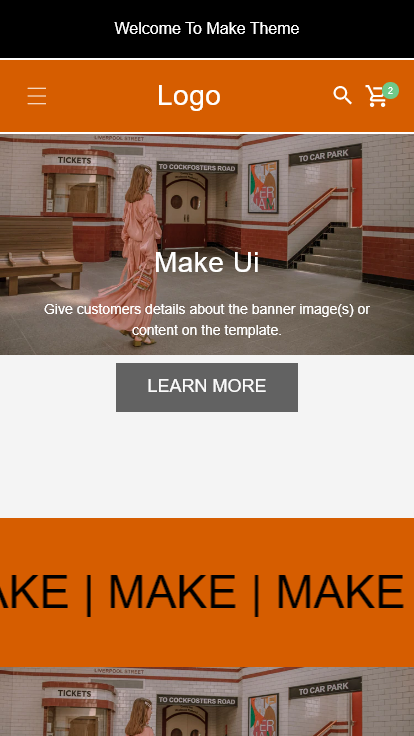 Welcome To Make Theme
Logo
2
LIVERPOOL STREET
TICKETS
TO COCKFOSTERS ROAD
TO CAR PARK
Make Ui
Give customers details about the banner image(s) or
content on the template.
LEARN MORE
AKE | MAKE | MAKE
LIVERPOOL STREET
TICKETS
TO COCKFOSTERS ROAD
TO CAR PARK